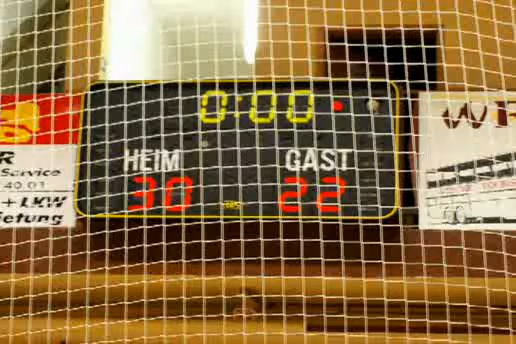 0:00
HEIM GAST
30 22
R
Service
40 01
+ LKW
ietung